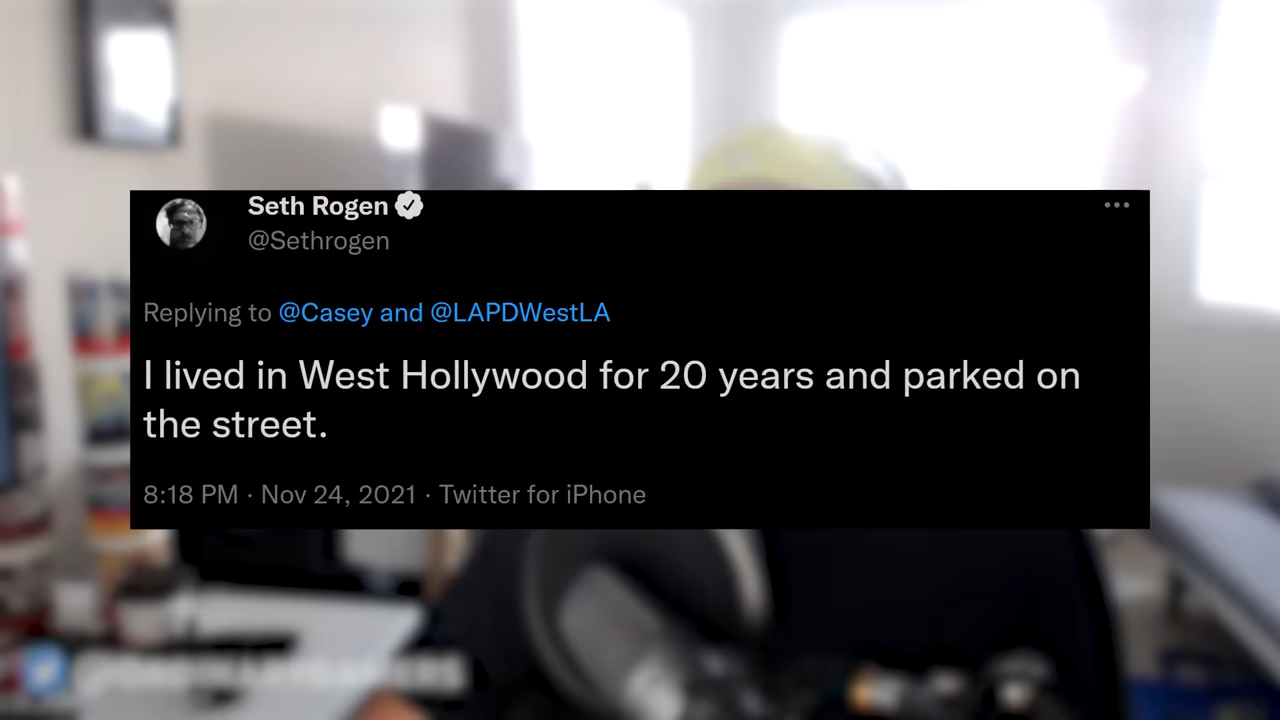 Seth Rogen
@Sethrogen
Replying to @Casey and @LAPDWestLA
I lived in West Hollywood for 20 years and parked on
the street.
8:18 PM · Nov 24, 2021 · Twitter for iPhone